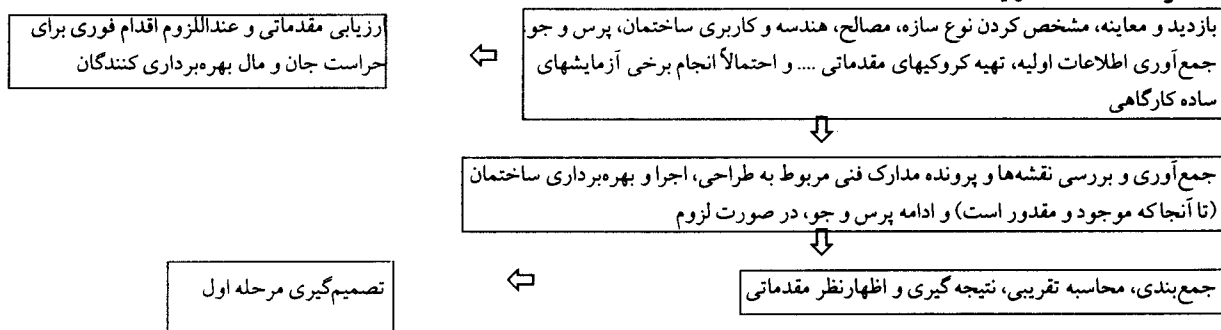 بازدید و معاینه، مشخص کردن نوع سازه، مصالح، هندسه و کاربری ساختمان، پرس و جو،
جمع‌آوری اطلاعات اولیه، تهیه کروکیهای مقدماتی .... و احتمالاً انجام برخی آزمایشهای
ساده کارگاهی
ارزیابی مقدماتی و عنداللزوم اقدام فوری برای
حراست جان و مال بهره‌برداری کنندگان
جمع‌آوری و بررسی نقشه‌ها و پرونده مدارک فنی مربوط به طراحی، اجرا و بهره‌برداری ساختمان
(تا آنجا که موجود و مقدور است) و ادامه پرس و جو، در صورت لزوم
جمع‌بندی، محاسبه تقریبی، نتیجه گیری و اظهارنظر مقدماتی
تصمیم‌گیری مرحله اول